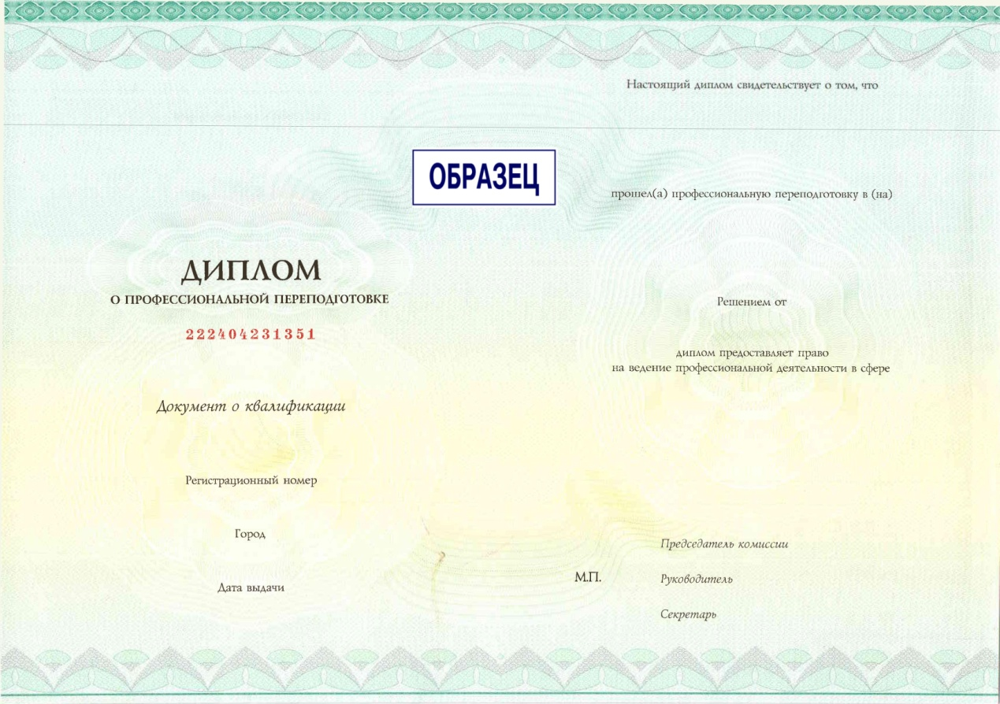 ОБРАЗЕЦ
ДИПЛОМ
О ПРОФЕССИОНАЛЬНОЙ ПЕРЕПОДГОТОВКЕ
222404231351
Документ о квалификации
Регистрационный номер
Город
Дата выдачи
Настоящий диплом свидетельствует о том, что
прошел(а) профессиональную переподготовку в (на)
Решением от
диплом предоставляет право
на ведение профессиональной деятельности в сфере
Председатель комиссии
М.П.
Руководитель
Секретарь